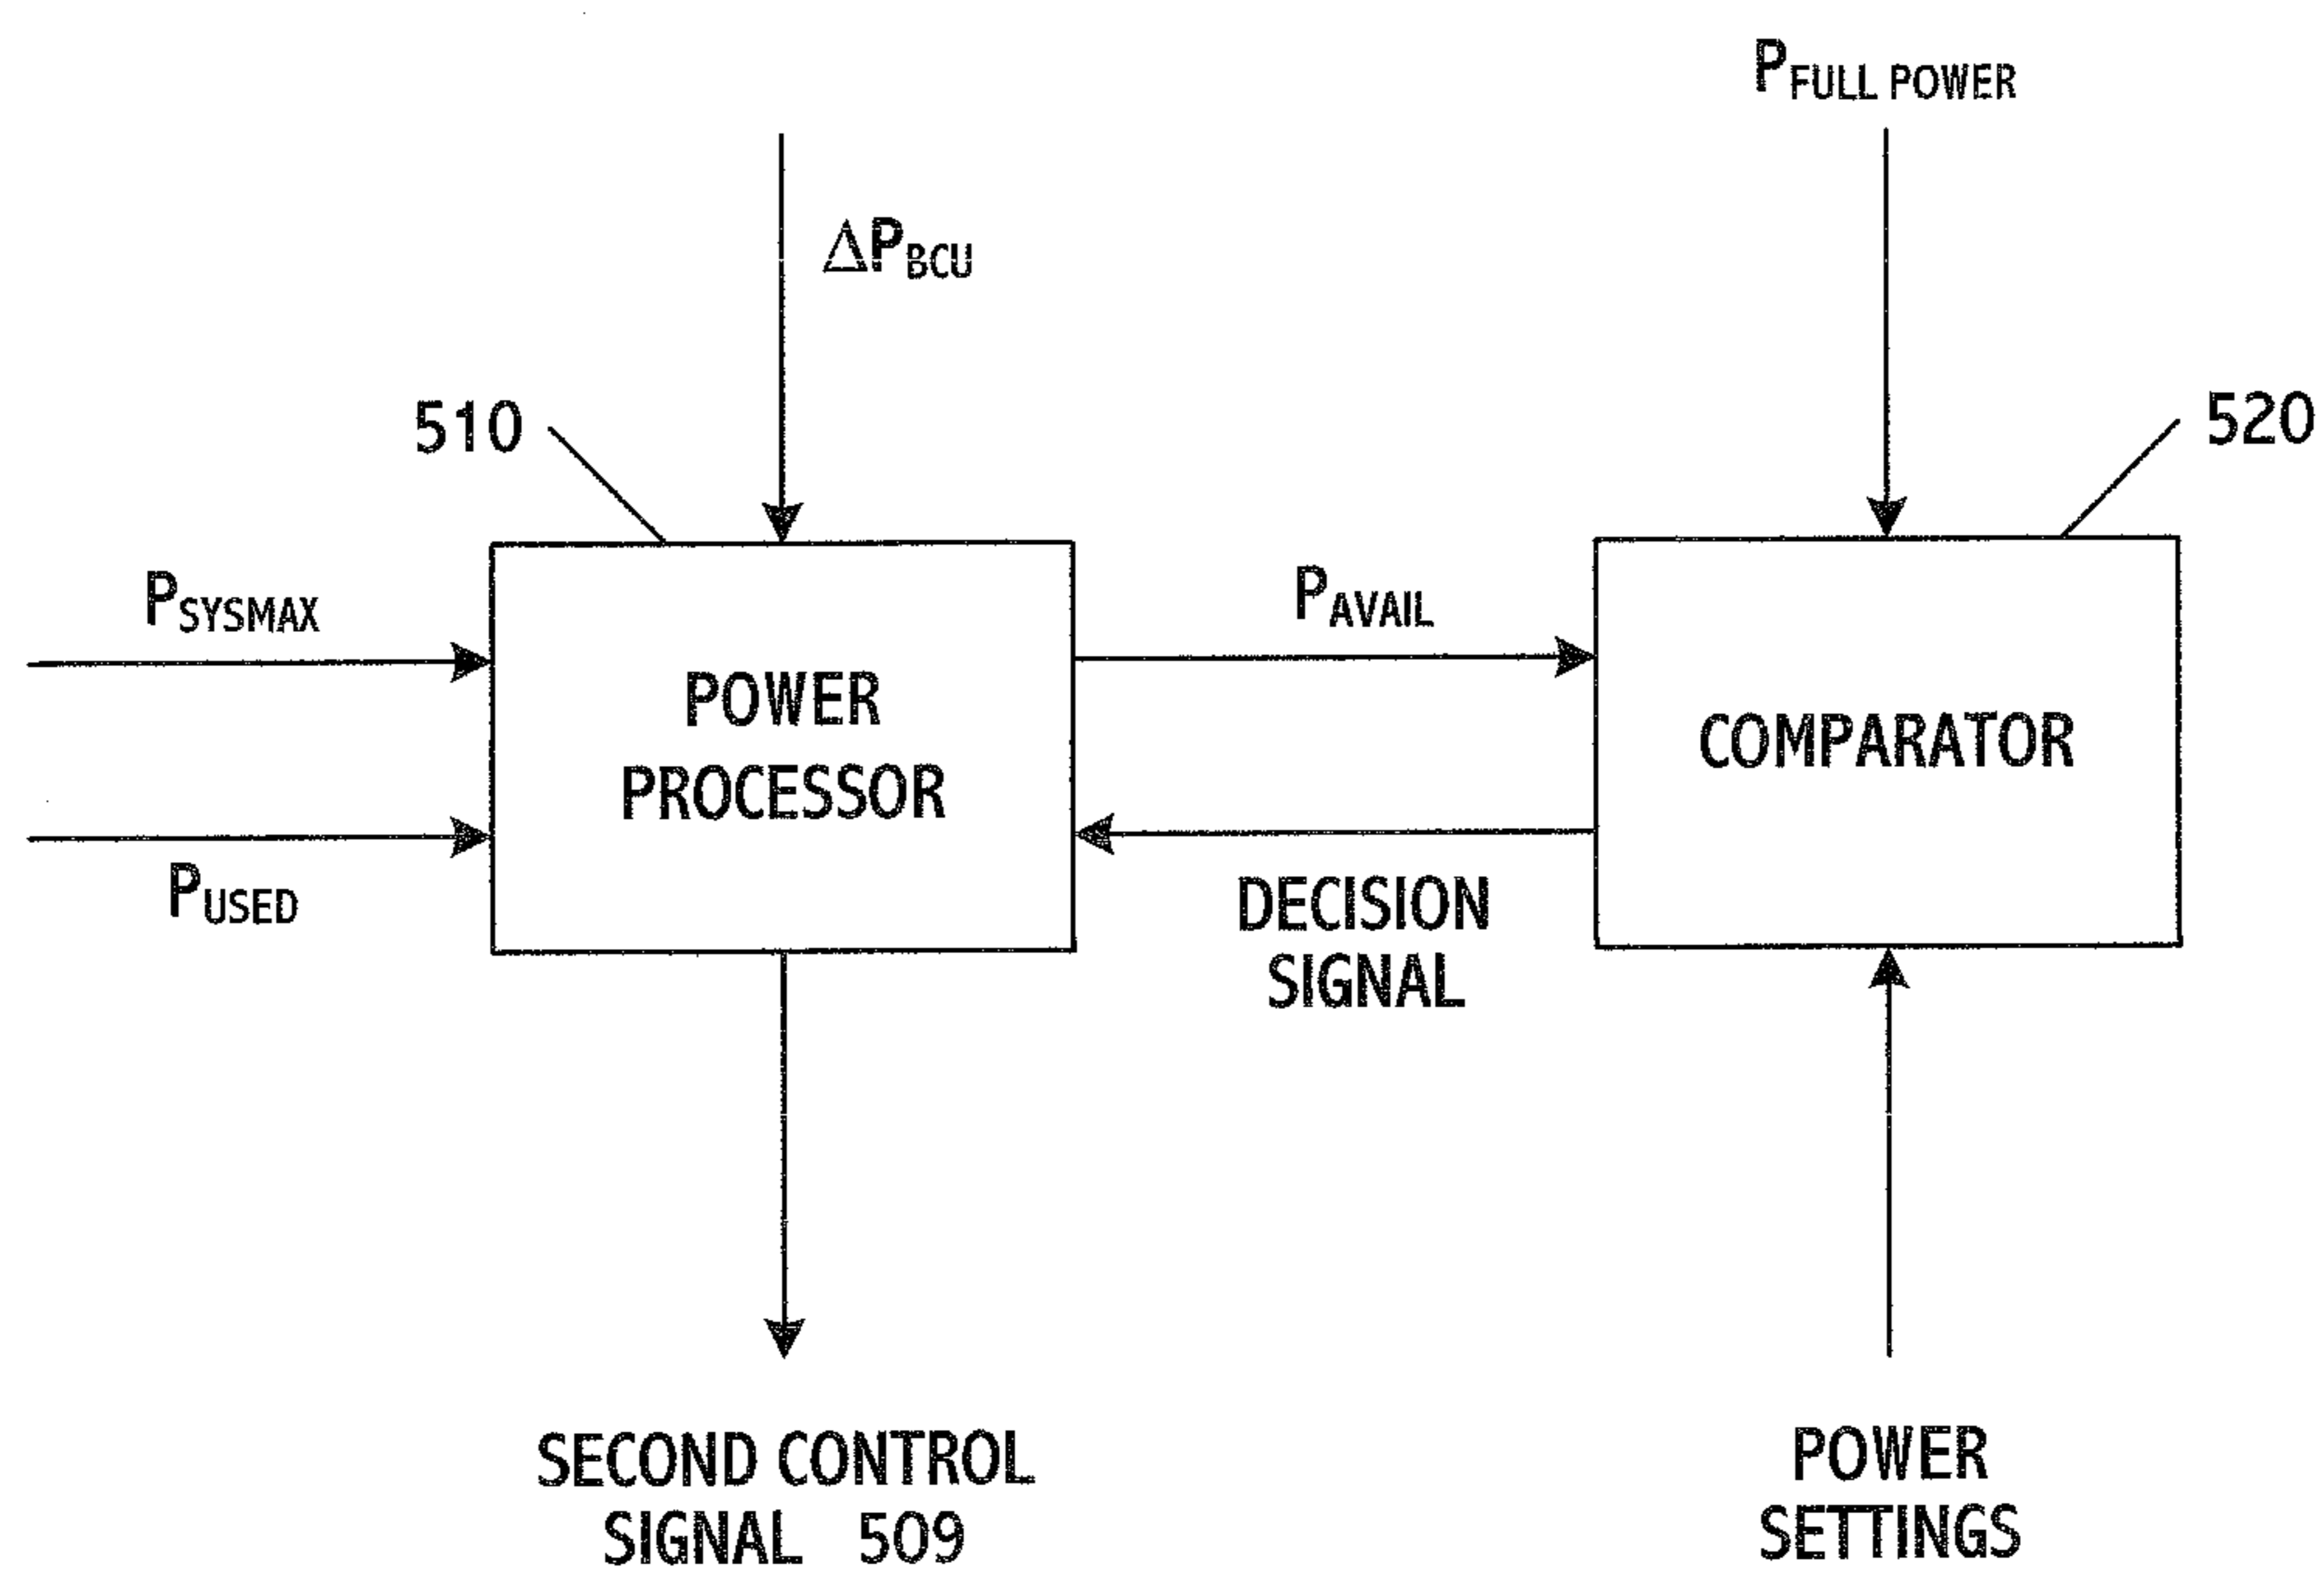 PFULL POWER
ΔPBCU
510
520
PSYSMAX
PAVAIL
POWER
PROCESSOR
COMPARATOR
PUSED
DECISION
SIGNAL
SECOND CONTROL
SIGNAL 509
POWER
SETTINGS